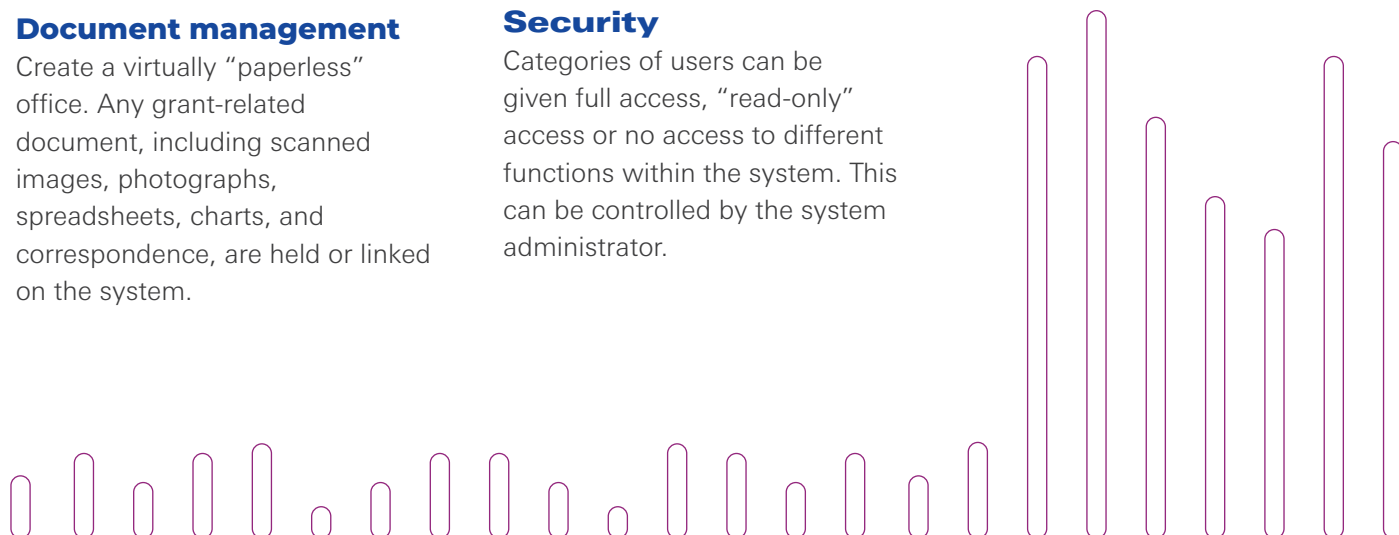 Document management
Create a virtually “paperless”
office. Any grant-related
document, including scanned
images, photographs,
spreadsheets, charts, and
correspondence, are held or linked
on the system.
Security
Categories of users can be
given full access, “read-only”
access or no access to different
functions within the system. This
can be controlled by the system
administrator.